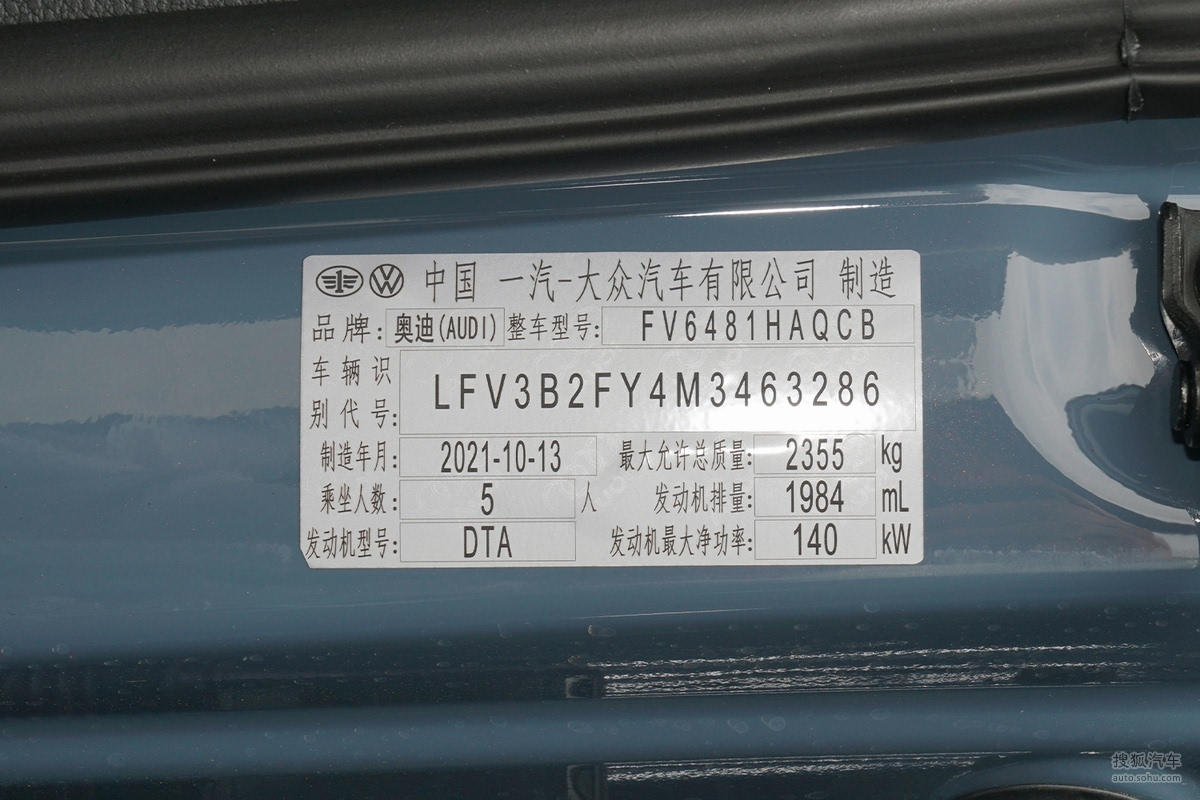 中国 一汽-大众汽车有限公司 制造
品牌: 奥迪(AUDI) 整车型号: FV6481HAQCB
车辆识别代号: LFV3B2FY4M3463286
制造年月: 2021-10-13 最大允许总质量: 2355 kg
乘坐人数: 5 人 发动机排量: 1984 mL
发动机型号: DTA 发动机最大净功率: 140 kW
搜狐汽车
auto.sohu.com